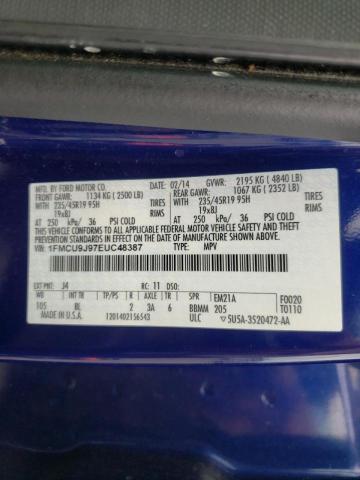 MFD. BY FORD MOTOR CO. DATE: 02/14 GVWR: 2195 KG ( 4840 LB)
FRONT GAWR: 1134 KG ( 2500 LB) REAR GAWR: 1067 KG ( 2352 LB)
WITH 235/45R19 95H TIRES WITH 235/45R19 95H TIRES
19x8J RIMS 19x8J RIMS
AT 250 kPa/ 36 PSI COLD AT 250 kPa/ 36 PSI COLD
THIS VEHICLE CONFORMS TO ALL APPLICABLE FEDERAL MOTOR VEHICLE SAFETY, BUMPER, AND THEFT PREVENTION STANDARDS IN EFFECT ON THE DATE OF MANUFACTURE SHOWN ABOVE.
VIN: 1FMCU9J97EUC48387 TYPE: MPV
EXT PNT: J4 RC: 11 DSO: F0020
WB INT TR TP/PS R AXLE TR SPR EM21A T0110
105 BL 2 3A 6 BBMM 205
MADE IN U.S.A. 1201402156543 ULC 5U5A-3520472-AA